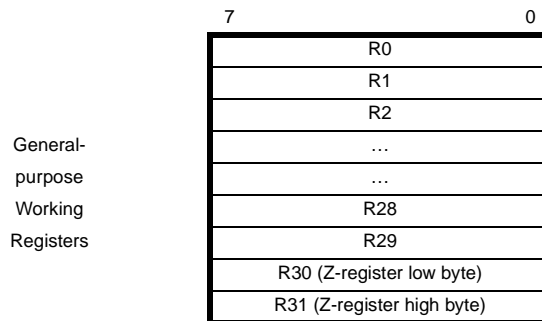 7 0
R0
R1
R2
General- …
purpose …
Working R28
Registers R29
R30 (Z-register low byte)
R31 (Z-register high byte)